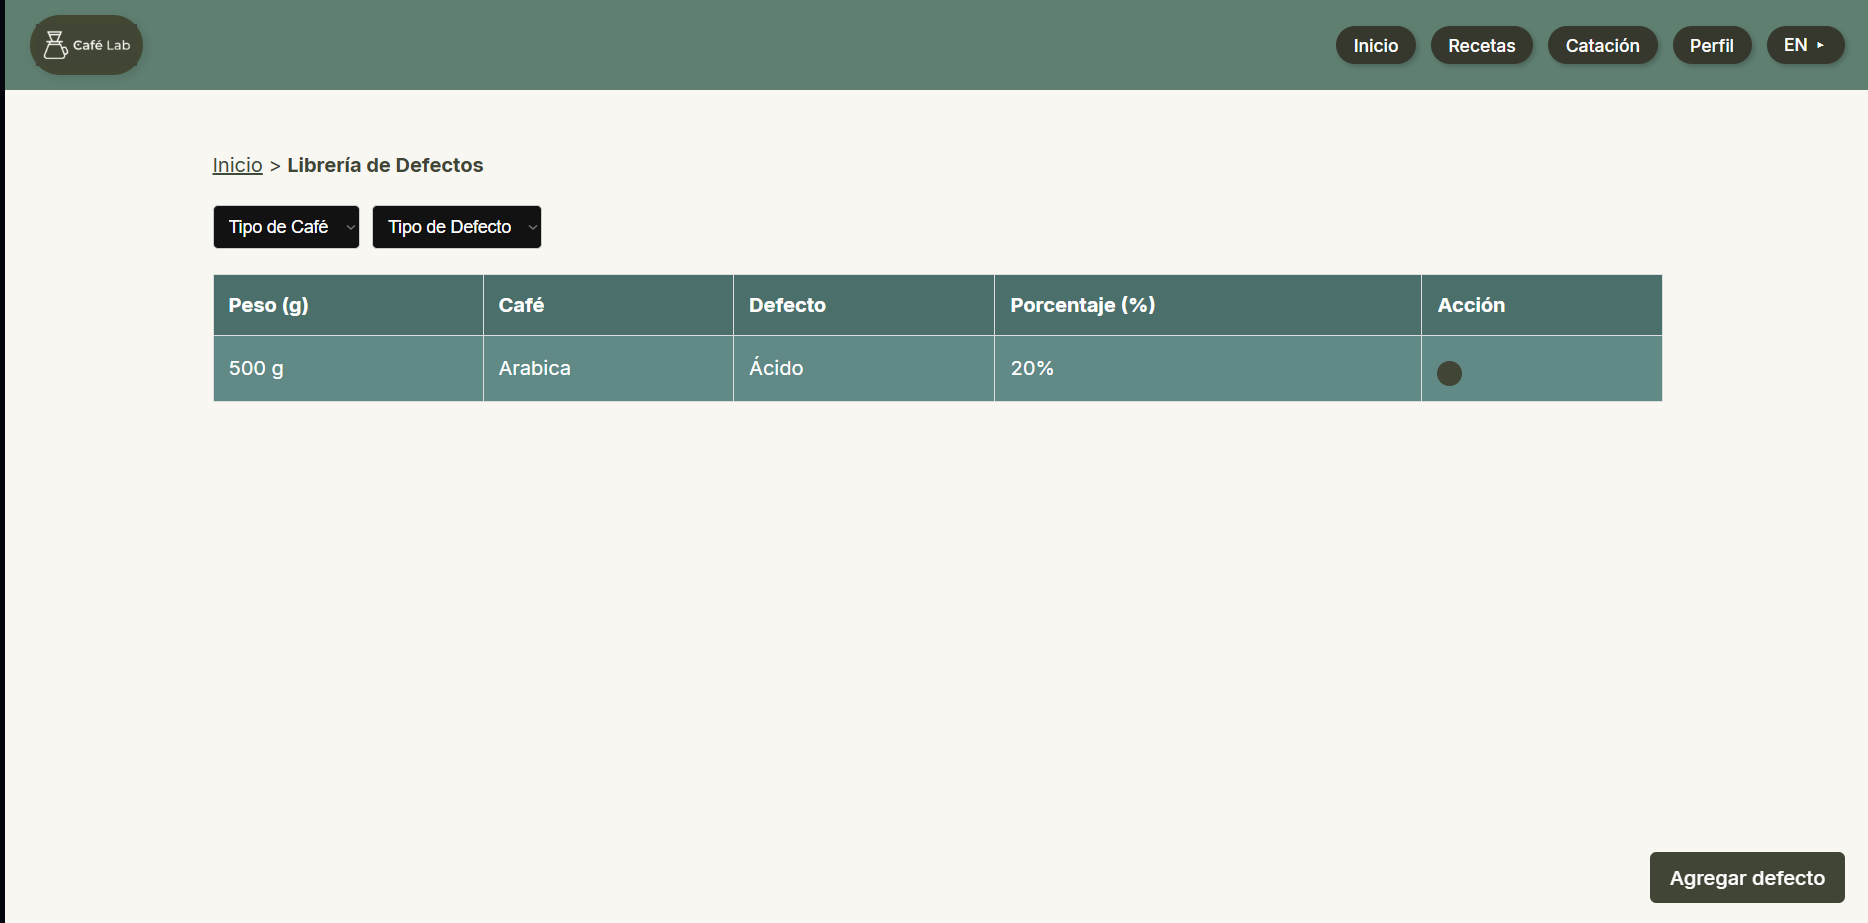 Café Lab
Inicio Recetas Catación Perfil EN ▸
Inicio > Librería de Defectos
Tipo de Café Tipo de Defecto
Peso (g) Café Defecto Porcentaje (%) Acción
500 g Arabica Ácido 20%
Agregar defecto